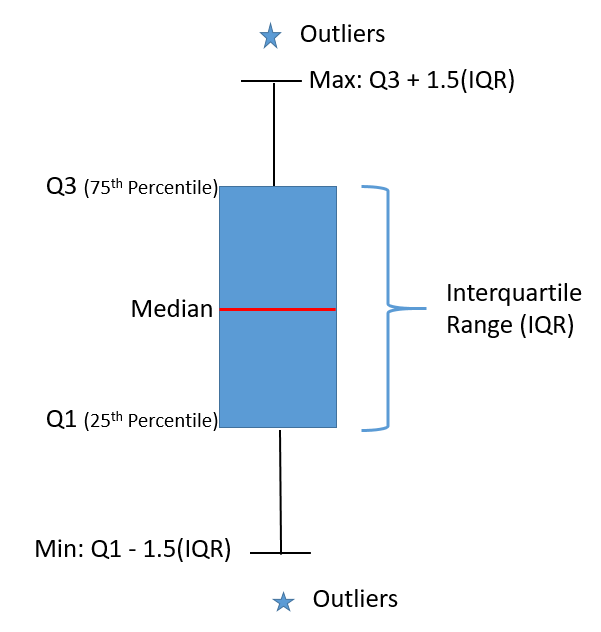 Outliers
Max: Q3 + 1.5(IQR)
Q3 (75th Percentile)
Interquartile
Range (IQR)
Median
Q1 (25th Percentile)
Min: Q1 - 1.5(IQR)
Outliers